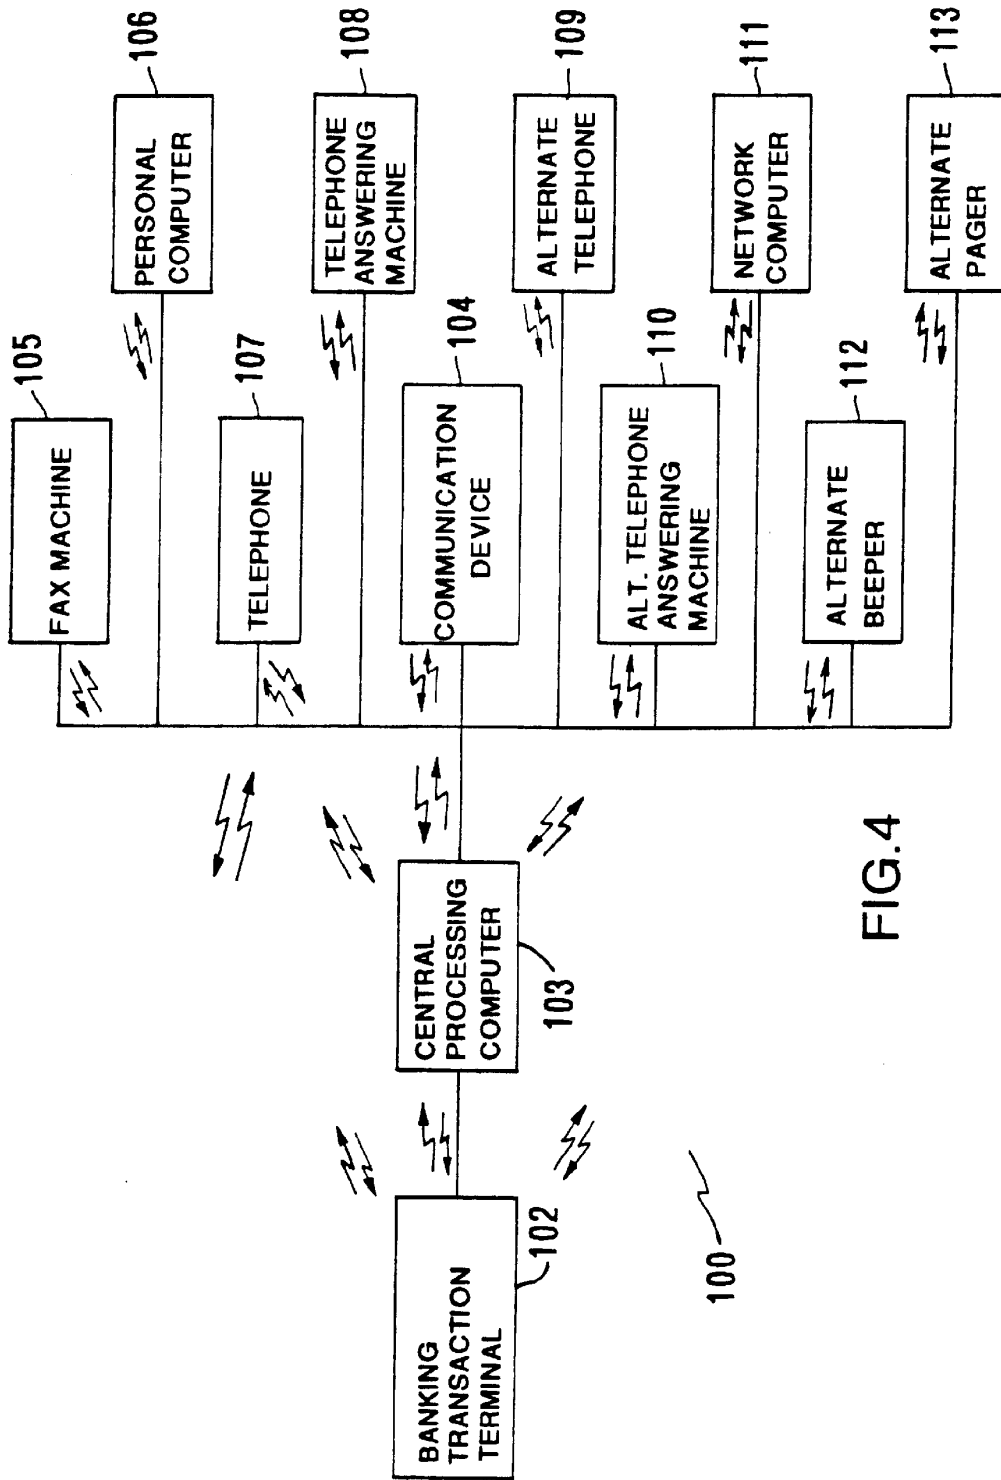 105
FAX MACHINE
106
PERSONAL
COMPUTER
107
TELEPHONE
108
TELEPHONE
ANSWERING
MACHINE
104
COMMUNICATION
DEVICE
109
ALTERNATE
TELEPHONE
110
ALT. TELEPHONE
ANSWERING
MACHINE
111
NETWORK
COMPUTER
112
ALTERNATE
BEEPER
113
ALTERNATE
PAGER
CENTRAL
PROCESSING
COMPUTER
103
BANKING
TRANSACTION
TERMINAL
102
100
FIG.4